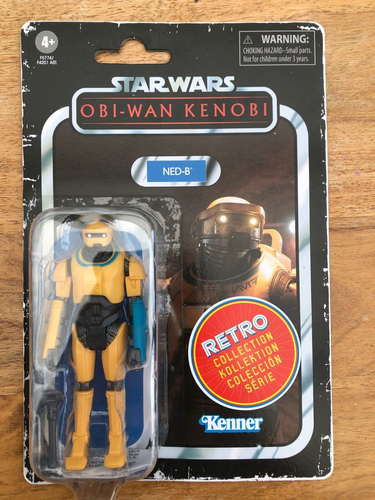 4+
F5774/
F4201 ASST.
WARNING:
CHOKING HAZARD–Small parts.
Not for children under 3 years.
STAR WARS
OBI-WAN KENOBI
NED-B™
RETRO
COLLECTION
KOLLEKTION
COLECCIÓN
SÉRIE
Kenner